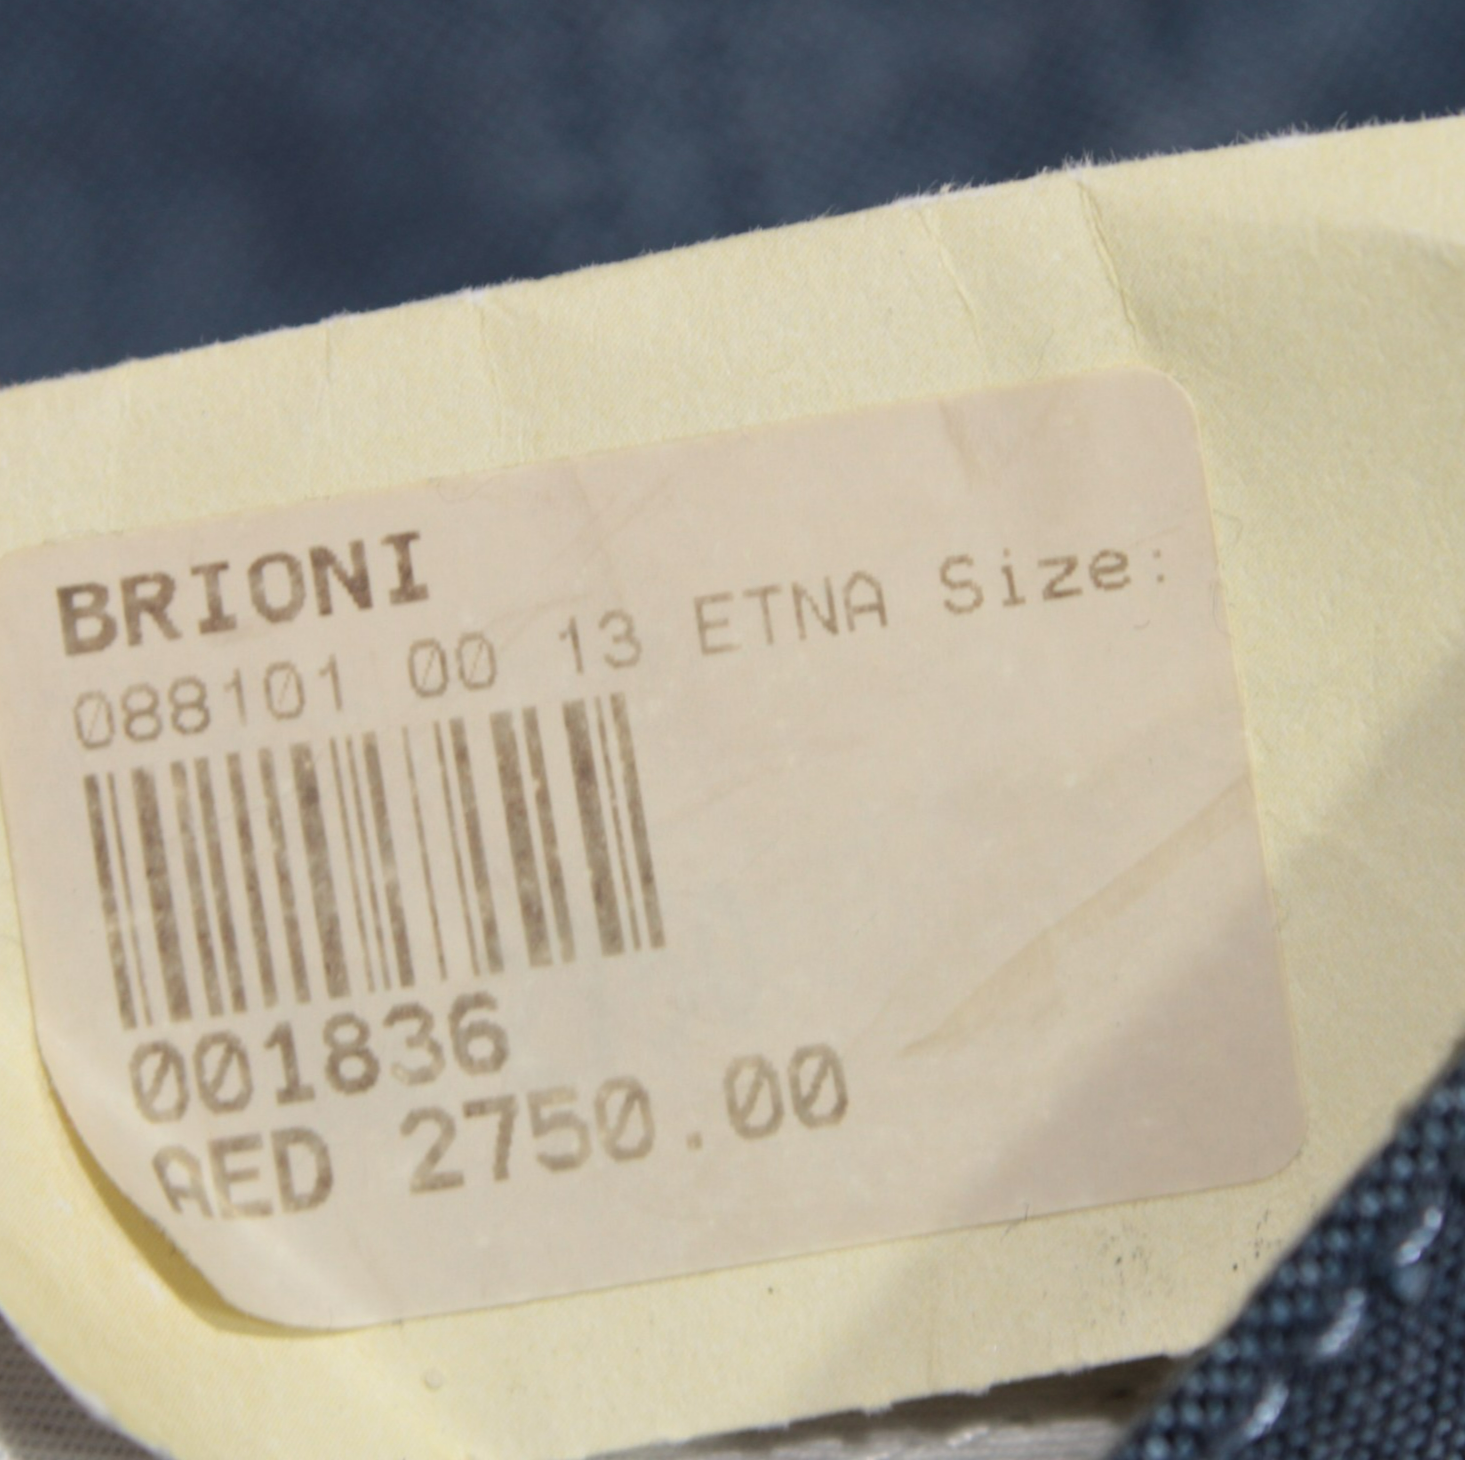 BRIONI
088101 00 13 ETNA Size:
001836
AED 2750.00